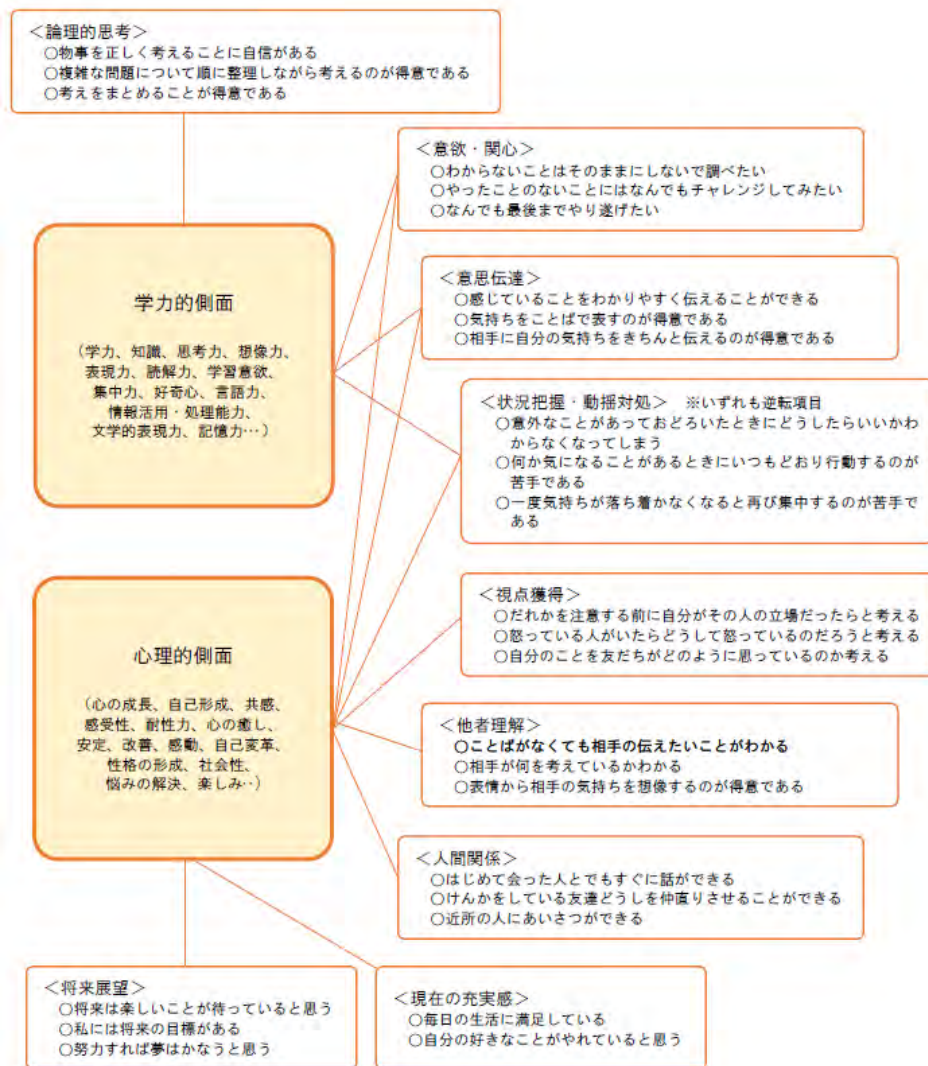 ＜論理的思考＞
○物事を正しく考えることに自信がある
○複雑な問題について順に整理しながら考えるのが得意である
○考えをまとめることが得意である
＜意欲・関心＞
○わからないことはそのままにしないで調べたい
○やったことのないことにはなんでもチャレンジしてみたい
○なんでも最後までやり遂げたい
学力的側面
（学力、知識、思考力、想像力、
表現力、読解力、学習意欲、
集中力、好奇心、言語力、
情報活用・処理能力、
文学的表現力、記憶力…）
＜意思伝達＞
○感じていることをわかりやすく伝えることができる
○気持ちをことばで表すのが得意である
○相手に自分の気持ちをきちんと伝えるのが得意である
＜状況把握・動揺対処＞　※いずれも逆転項目
○意外なことがあっておどろいたときにどうしたらいいかわ
からなくなってしまう
○何か気になることがあるときにいつもどおり行動するのが
苦手である
○一度気持ちが落ち着かなくなると再び集中するのが苦手で
ある
心理的側面
（心の成長、自己形成、共感、
感受性、耐性力、心の癒し、
安定、改善、感動、自己変革、
性格の形成、社会性、
悩みの解決、楽しみ‥）
＜視点獲得＞
○だれかを注意する前に自分がその人の立場だったらと考える
○怒っている人がいたらどうして怒っているのだろうと考える
○自分のことを友だちがどのように思っているのか考える
＜他者理解＞
○ことばがなくても相手の伝えたいことがわかる
○相手が何を考えているかわかる
○表情から相手の気持ちを想像するのが得意である
＜人間関係＞
○はじめて会った人とでもすぐに話ができる
○けんかをしている友達どうしを仲直りさせることができる
○近所の人にあいさつができる
＜将来展望＞
○将来は楽しいことが待っていると思う
○私には将来の目標がある
○努力すれば夢はかなうと思う
＜現在の充実感＞
○毎日の生活に満足している
○自分の好きなことがやれていると思う